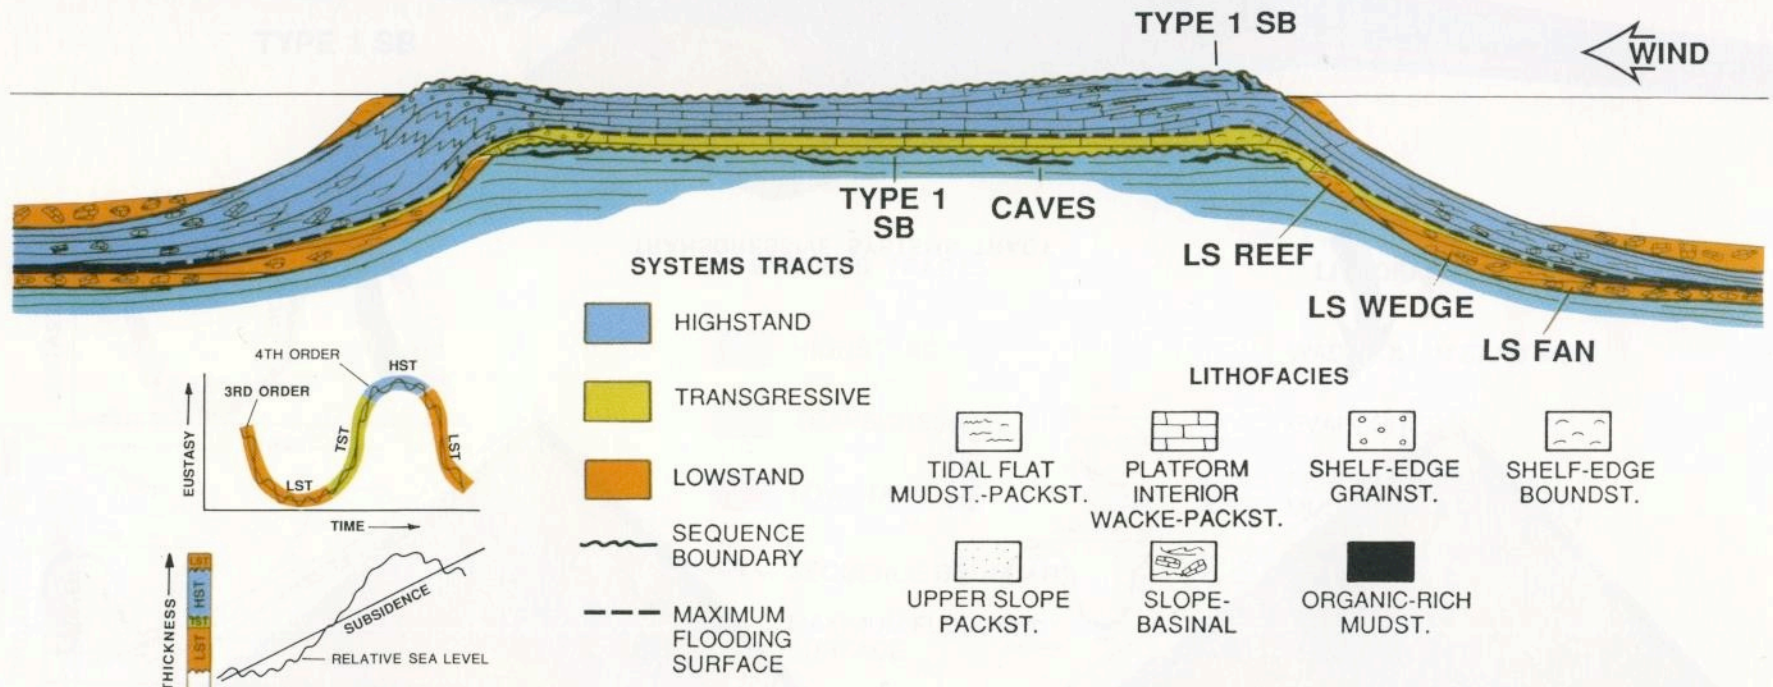 TYPE 1 SB
WIND
TYPE 1
SB
CAVES
LS REEF
LS WEDGE
LS FAN
SYSTEMS TRACTS
HIGHSTAND
TRANSGRESSIVE
LOWSTAND
SEQUENCE
BOUNDARY
MAXIMUM
FLOODING
SURFACE
4TH ORDER
HST
3RD ORDER
EUSTASY
TST
LST
LST
TIME
THICKNESS
LST
HST
TST
LST
SUBSIDENCE
RELATIVE SEA LEVEL
LITHOFACIES
TIDAL FLAT
MUDST.-PACKST.
PLATFORM
INTERIOR
WACKE-PACKST.
SHELF-EDGE
GRAINST.
SHELF-EDGE
BOUNDST.
UPPER SLOPE
PACKST.
SLOPE-
BASINAL
ORGANIC-RICH
MUDST.